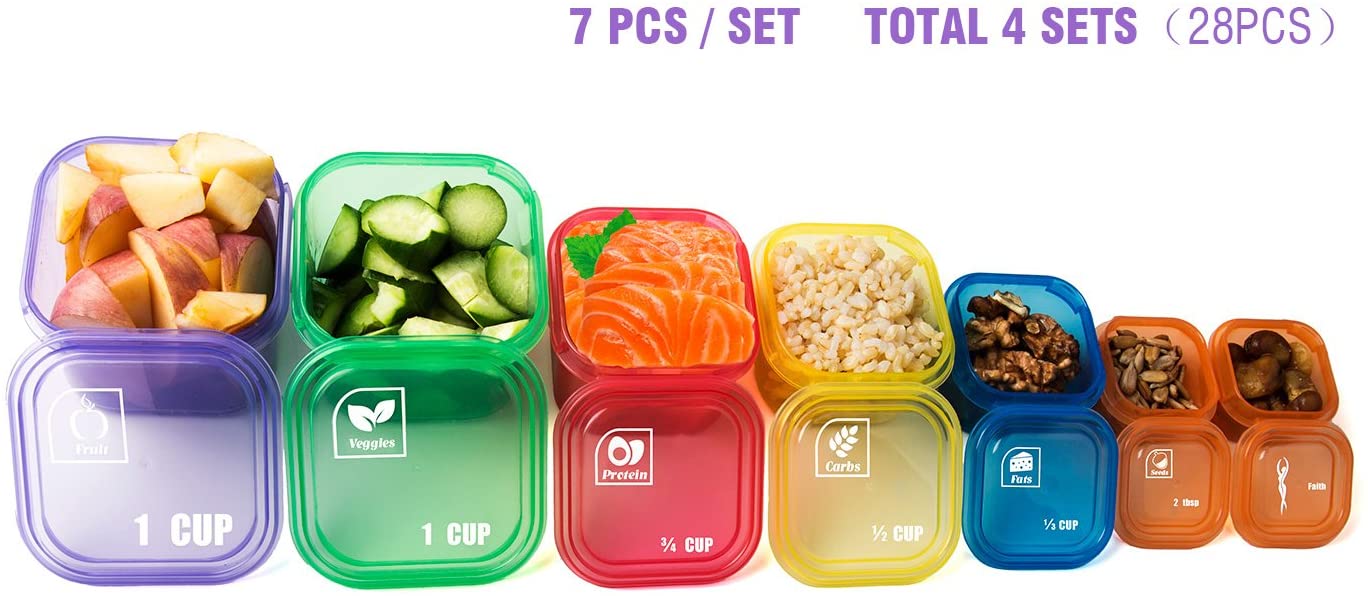 7 PCS / SET TOTAL 4 SETS（28PCS）
Fruit
1 CUP
Veggies
1 CUP
Protein
¾ CUP
Carbs
½ CUP
Fats
⅓ CUP
Seeds
2 tbsp
Faith